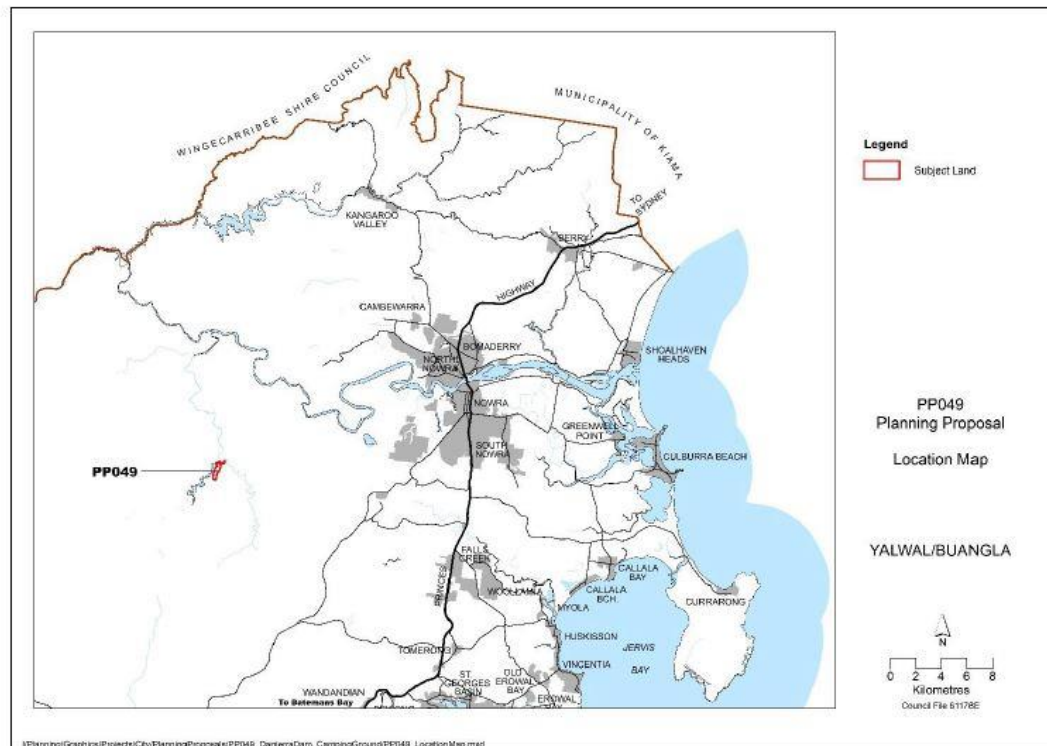 WINGECARRIBEE SHIRE COUNCIL
MUNICIPALITY OF KIAMA
TO
SYDNEY
KANGAROO
VALLEY
BERRY
HIGHWAY
CAMBEWARRA
BOMADERRY
NORTH
NOWRA
SHOALHAVEN
HEADS
NOWRA
GREENWELL
POINT
SOUTH
NOWRA
CULBURRA BEACH
PP049
FALLS
CREEK
PRINCES
WOOLLAMIA
CALLALA
BAY
CALLALA
BCH.
CURRARONG
MYOLA
HUSKISSON
JERVIS
BAY
TOMERONG
VINCENTIA
ST.
GEORGES
BASIN
OLD
EROWAL
BAY
EROWAL
WANDANDIAN
To Batemans Bay
Legend
Subject Land
PP049
Planning Proposal
Location Map
YALWAL/BUANGLA
N
0 2 4 6 8
Kilometres
Council File 51178E